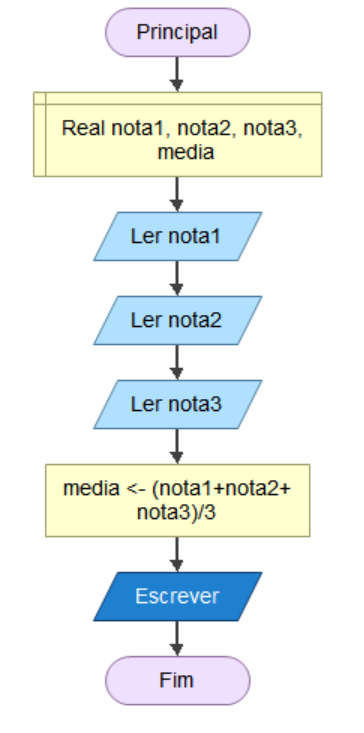 Principal
Real nota1, nota2, nota3,
media
Ler nota1
Ler nota2
Ler nota3
media <- (nota1+nota2+
nota3)/3
Escrever
Fim